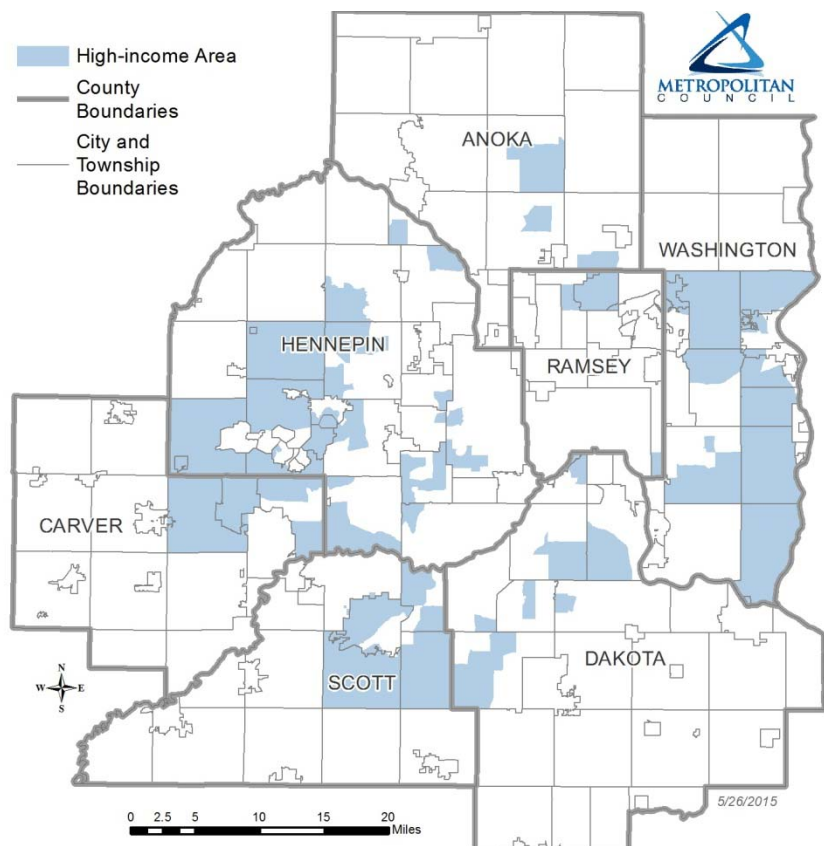 High-income Area
County
Boundaries
City and
Township
Boundaries
METROPOLITAN
COUNCIL
ANOKA
WASHINGTON
HENNEPIN
RAMSEY
CARVER
SCOTT
DAKOTA
N
W E
S
5/26/2015
0 2.5 5 10 15 20
Miles